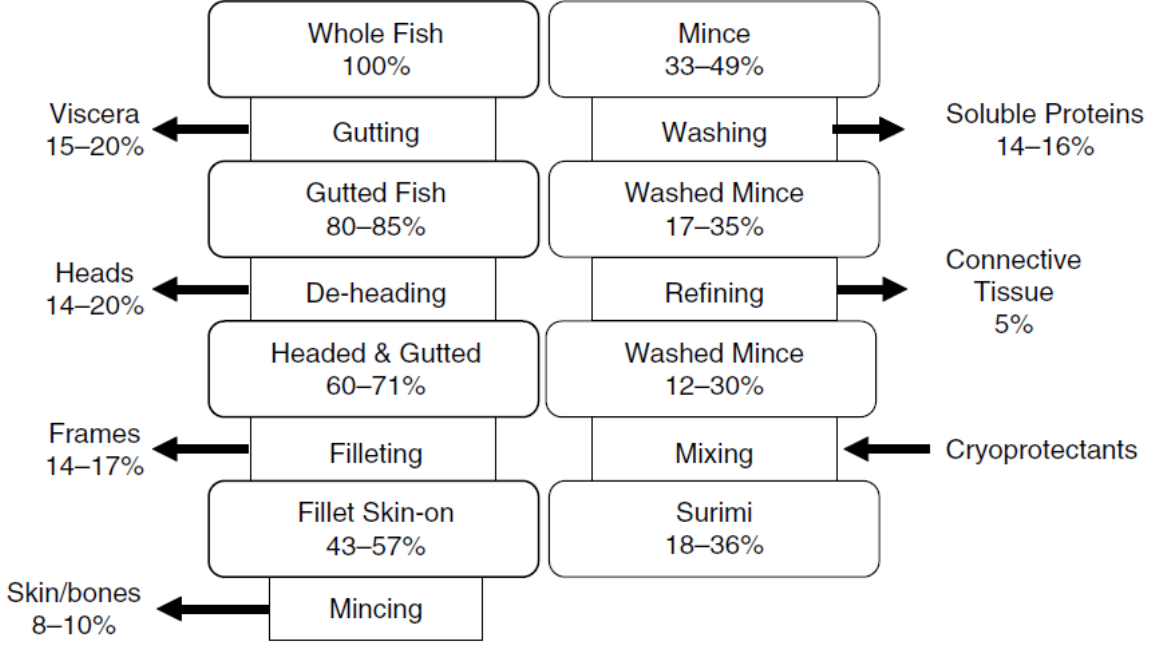 Whole Fish
100%
Viscera
15–20%
Gutting
Gutted Fish
80–85%
Heads
14–20%
De-heading
Headed & Gutted
60–71%
Frames
14–17%
Filleting
Fillet Skin-on
43–57%
Skin/bones
8–10%
Mincing
Mince
33–49%
Washing
Soluble Proteins
14–16%
Washed Mince
17–35%
Refining
Connective
Tissue
5%
Washed Mince
12–30%
Mixing
Cryoprotectants
Surimi
18–36%